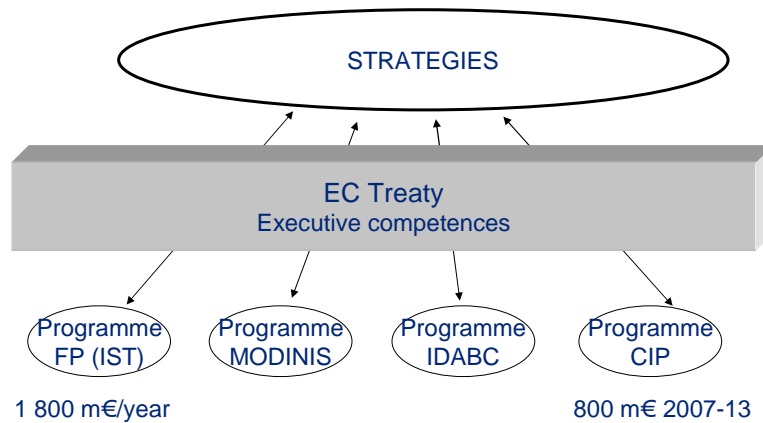 STRATEGIES
EC Treaty
Executive competences
Programme
FP (IST)
Programme
MODINIS
Programme
IDABC
Programme
CIP
1 800 m€/year
800 m€ 2007-13